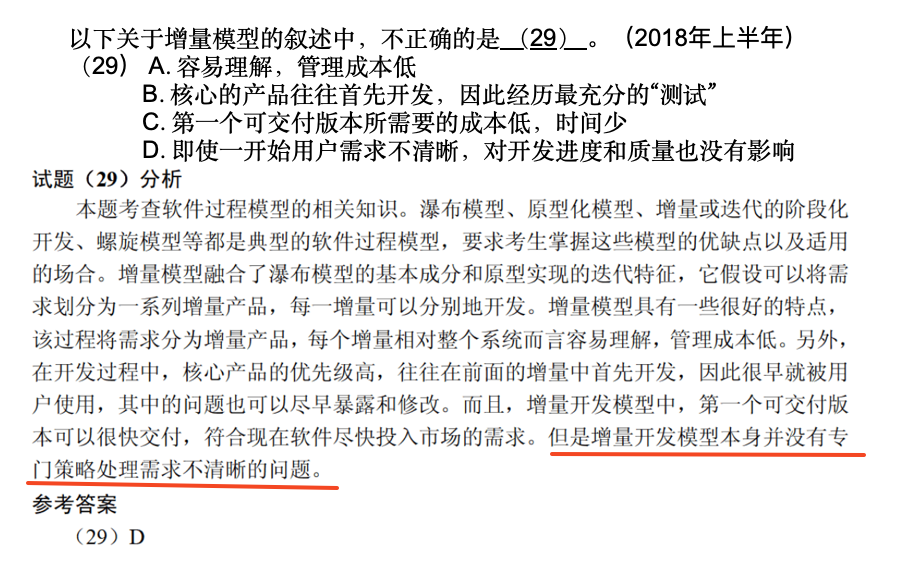 以下关于增量模型的叙述中，不正确的是 （29） 。（2018年上半年）
（29） A. 容易理解，管理成本低
B. 核心的产品往往首先开发，因此经历最充分的“测试”
C. 第一个可交付版本所需要的成本低，时间少
D. 即使一开始用户需求不清晰，对开发进度和质量也没有影响
试题（29）分析
本题考查软件过程模型的相关知识。瀑布模型、原型化模型、增量或迭代的阶段化
开发、螺旋模型等都是典型的软件过程模型，要求考生掌握这些模型的优缺点以及适用
的场合。增量模型融合了瀑布模型的基本成分和原型实现的迭代特征，它假设可以将需
求划分为一系列增量产品，每一增量可以分别地开发。增量模型具有一些很好的特点，
该过程将需求分为增量产品，每个增量相对整个系统而言容易理解，管理成本低。另外，
在开发过程中，核心产品的优先级高，往往在前面的增量中首先开发，因此很早就被用
户使用，其中的问题也可以尽早暴露和修改。而且，增量开发模型中，第一个可交付版
本可以很快交付，符合现在软件尽快投入市场的需求。但是增量开发模型本身并没有专
门策略处理需求不清晰的问题。
参考答案
（29）D